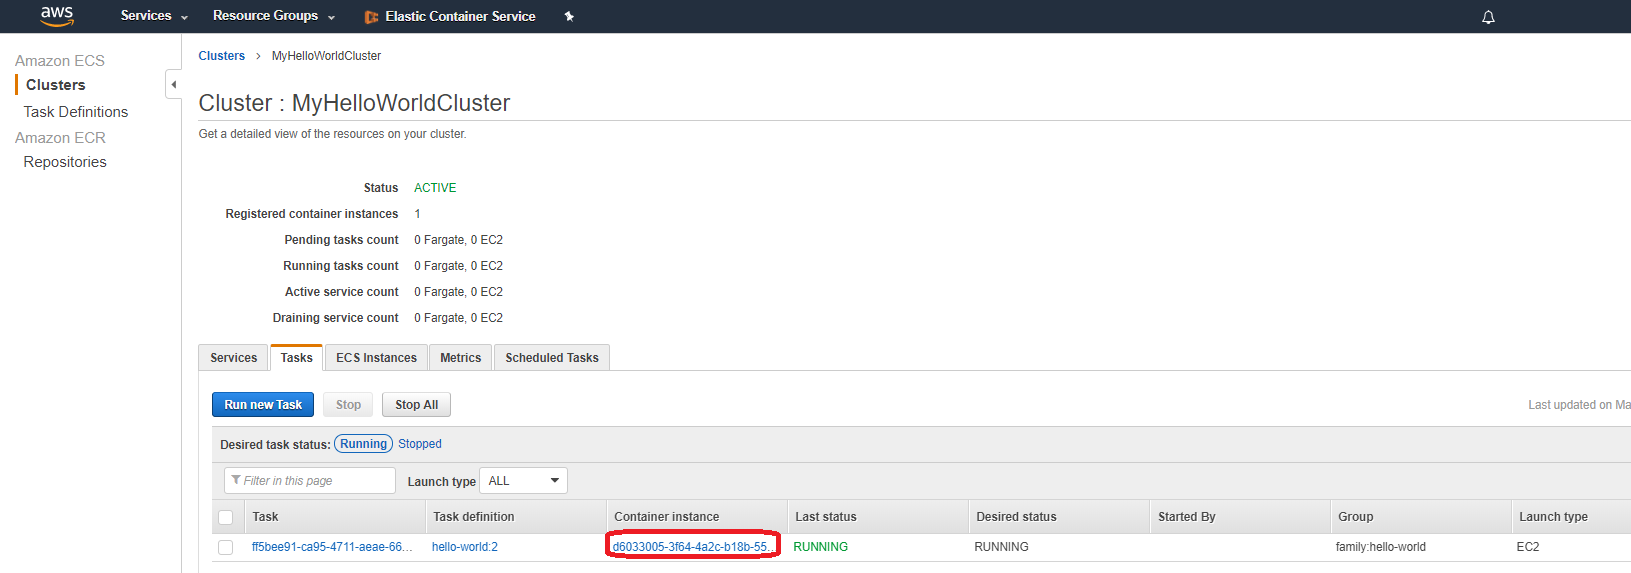 aws Services Resource Groups Elastic Container Service
Amazon ECS
Clusters
Task Definitions
Amazon ECR
Repositories
Clusters > MyHelloWorldCluster
Cluster : MyHelloWorldCluster
Get a detailed view of the resources on your cluster.
Status ACTIVE
Registered container instances 1
Pending tasks count 0 Fargate, 0 EC2
Running tasks count 0 Fargate, 0 EC2
Active service count 0 Fargate, 0 EC2
Draining service count 0 Fargate, 0 EC2
Services Tasks ECS Instances Metrics Scheduled Tasks
Run new Task Stop Stop All Last updated on Ma
Desired task status: Running Stopped
Filter in this page Launch type ALL
Task Task definition Container instance Last status Desired status Started By Group Launch type
ff5bee91-ca95-4711-aeae-66... hello-world:2 d6033005-3f64-4a2c-b18b-55... RUNNING RUNNING family:hello-world EC2